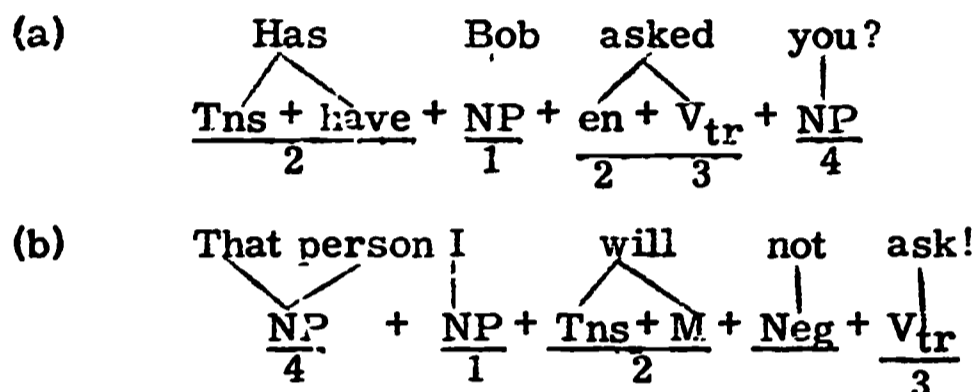 (a) Has Bob asked you?
Tns + have + NP + en + Vtr + NP
2 1 2 3 4
(b) That person I will not ask!
NP + NP + Tns + M + Neg + Vtr
4 1 2 3